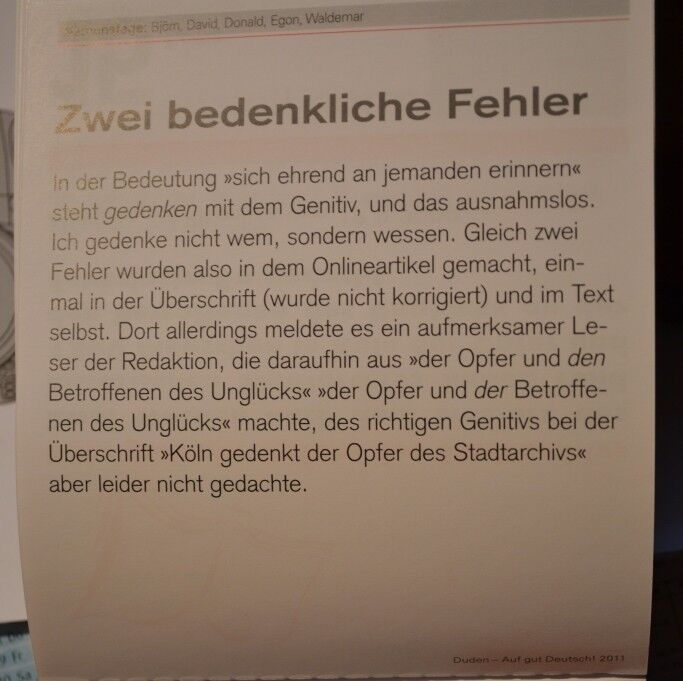 Namenstage: Björn, David, Donald, Egon, Waldemar
Zwei bedenkliche Fehler
In der Bedeutung »sich ehrend an jemanden erinnern«
steht gedenken mit dem Genitiv, und das ausnahmslos.
Ich gedenke nicht wem, sondern wessen. Gleich zwei
Fehler wurden also in dem Onlineartikel gemacht, ein-
mal in der Überschrift (wurde nicht korrigiert) und im Text
selbst. Dort allerdings meldete es ein aufmerksamer Le-
ser der Redaktion, die daraufhin aus »der Opfer und den
Betroffenen des Unglücks« »der Opfer und der Betroffe-
nen des Unglücks« machte, des richtigen Genitivs bei der
Überschrift »Köln gedenkt der Opfer des Stadtarchivs«
aber leider nicht gedachte.
Duden – Auf gut Deutsch! 2011